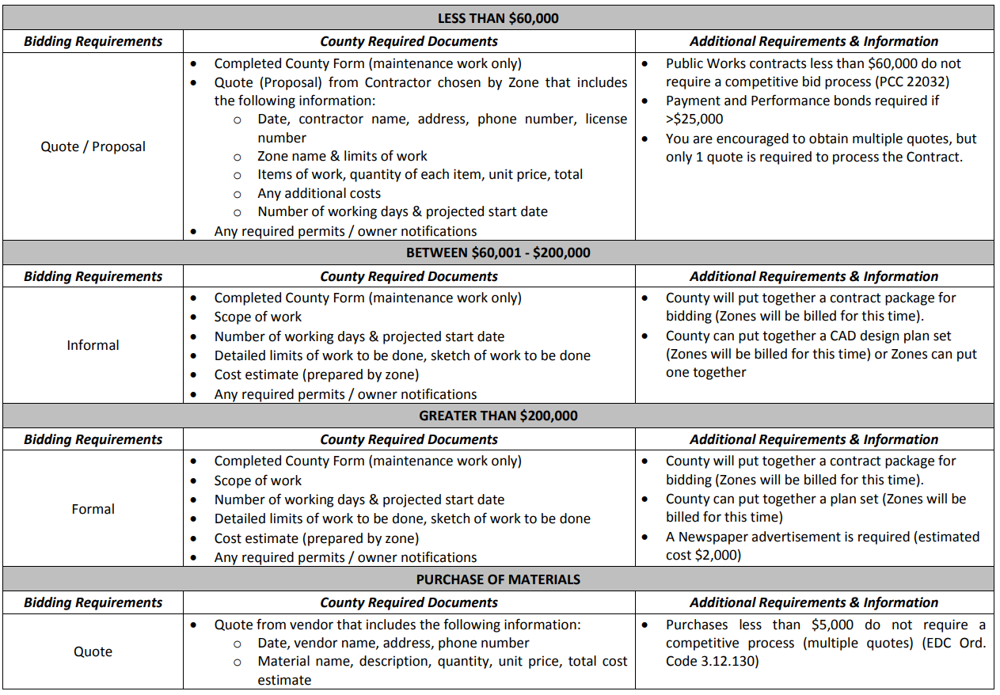 LESS THAN $60,000
Bidding Requirements
County Required Documents
Additional Requirements & Information
Quote / Proposal
• Completed County Form (maintenance work only)
• Quote (Proposal) from Contractor chosen by Zone that includes
the following information:
o Date, contractor name, address, phone number, license
number
o Zone name & limits of work
o Items of work, quantity of each item, unit price, total
o Any additional costs
o Number of working days & projected start date
• Any required permits / owner notifications
• Public Works contracts less than $60,000 do not
require a competitive bid process (PCC 22032)
• Payment and Performance bonds required if
>$25,000
• You are encouraged to obtain multiple quotes, but
only 1 quote is required to process the Contract.
BETWEEN $60,001 - $200,000
Bidding Requirements
County Required Documents
Additional Requirements & Information
Informal
• Completed County Form (maintenance work only)
• Scope of work
• Number of working days & projected start date
• Detailed limits of work to be done, sketch of work to be done
• Cost estimate (prepared by zone)
• Any required permits / owner notifications
• County will put together a contract package for
bidding (Zones will be billed for this time).
• County can put together a CAD design plan set
(Zones will be billed for this time) or Zones can put
one together
GREATER THAN $200,000
Bidding Requirements
County Required Documents
Additional Requirements & Information
Formal
• Completed County Form (maintenance work only)
• Scope of work
• Number of working days & projected start date
• Detailed limits of work to be done, sketch of work to be done
• Cost estimate (prepared by zone)
• Any required permits / owner notifications
• County will put together a contract package for
bidding (Zones will be billed for this time).
• County can put together a plan set (Zones will be
billed for this time)
• A Newspaper advertisement is required (estimated
cost $2,000)
PURCHASE OF MATERIALS
Bidding Requirements
County Required Documents
Additional Requirements & Information
Quote
• Quote from vendor that includes the following information:
o Date, vendor name, address, phone number
o Material name, description, quantity, unit price, total cost
estimate
• Purchases less than $5,000 do not require a
competitive process (multiple quotes) (EDC Ord.
Code 3.12.130)